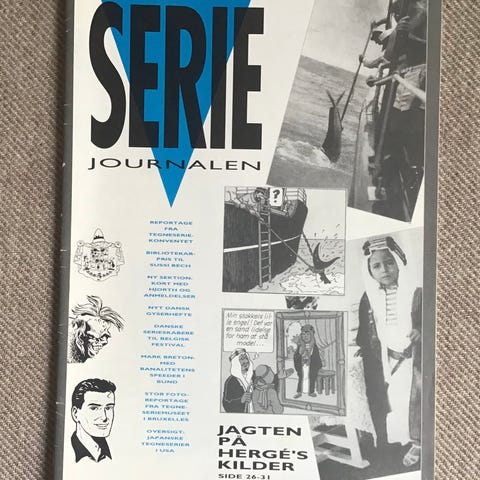 SERIE
JOURNALEN
REPORTAGE
FRA
TEGNESERIE-
KONVENTET
BIBLIOTEKAR-
PRIS TIL
SUSSI BECH
NY SEKTION:
KORT MED
HJORTH OG
ANMELDELSER
NYT DANSK
GYSERHEFTE
DANSKE
SERIESKABERE
TIL BELGISK
FESTIVAL
MARK BRETON:
MED
BANALITETENS
SPEEDER I
BUND
STOR FOTO-
REPORTAGE
FRA TEGNE-
SERIEMUSEET
I BRUXELLES
OVERSIGT:
JAPANSKE
TEGNESERIER
I USA
?
Min stakkels lil-
le engel! Det var
en sand lidelse
for ham at stå
model...
JAGTEN
PÅ
HERGÉ'S
KILDER
SIDE 26-31